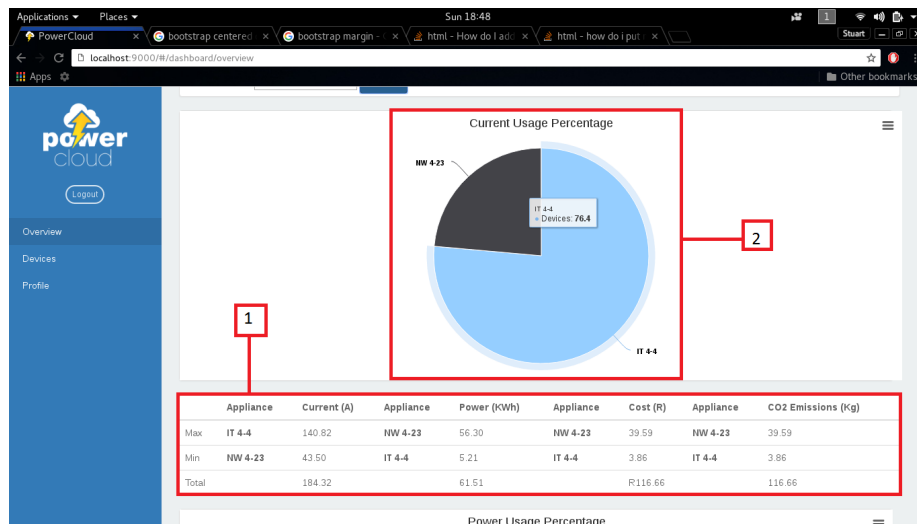 Applications Places Sun 18:48 1
PowerCloud bootstrap centered bootstrap margin - html - How do I add html - how do i put Stuart
localhost:9000/#/dashboard/overview
Apps Other bookmarks
power
cloud
Logout
Overview
Devices
Profile
Current Usage Percentage
NW 4-23
IT 4-4
Devices: 76.4
2
IT 4-4
1
Appliance Current (A) Appliance Power (KWh) Appliance Cost (R) Appliance CO2 Emissions (Kg)
Max IT 4-4 140.82 NW 4-23 56.30 NW 4-23 39.59 NW 4-23 39.59
Min NW 4-23 43.50 IT 4-4 5.21 IT 4-4 3.86 IT 4-4 3.86
Total 184.32 61.51 R116.66 116.66
Power Usage Percentage